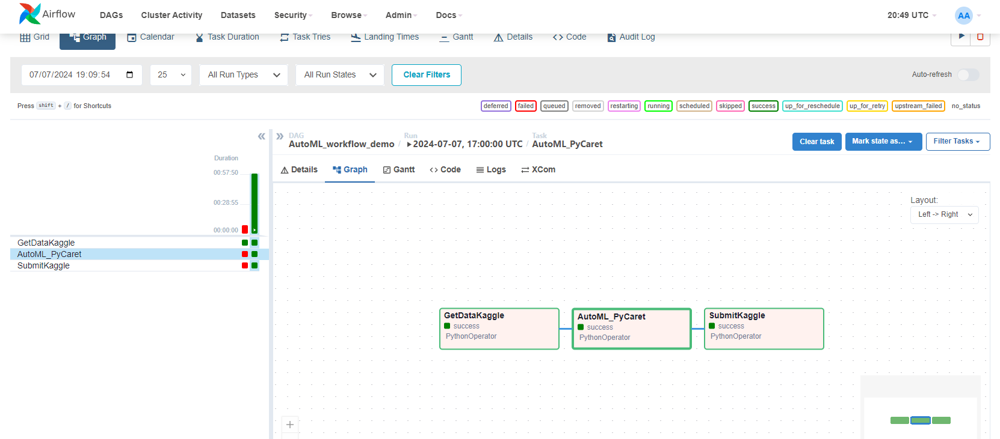 Airflow DAGs Cluster Activity Datasets Security Browse Admin Docs 20:49 UTC AA
Grid Graph Calendar Task Duration Task Tries Landing Times Gantt Details Code Audit Log
07/07/2024 19:09:54 25 All Run Types All Run States Clear Filters Auto-refresh
Press shift + / for Shortcuts deferred failed queued removed restarting running scheduled skipped success up_for_reschedule up_for_retry upstream_failed no_status
DAG Run Task
AutoML_workflow_demo / 2024-07-07, 17:00:00 UTC / AutoML_PyCaret
Clear task Mark state as... Filter Tasks
Duration
00:57:50
00:28:55
00:00:00
GetDataKaggle
AutoML_PyCaret
SubmitKaggle
Details Graph Gantt Code Logs XCom
Layout:
Left -> Right
GetDataKaggle
success
PythonOperator
AutoML_PyCaret
success
PythonOperator
SubmitKaggle
success
PythonOperator